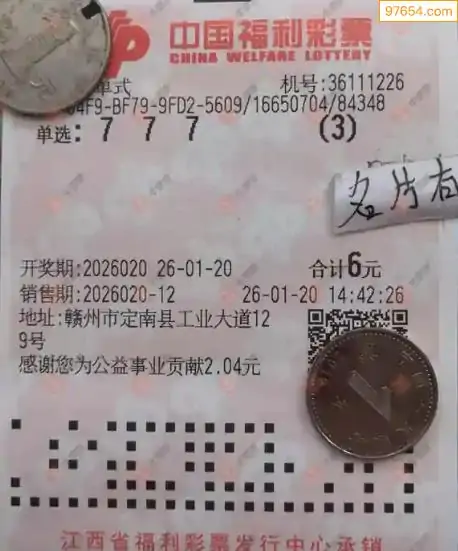 97654.com
中国福利彩票
CHINA WELFARE LOTTERY
单式 机号:36111226
64F9-BF79-9FD2-5609/16650704/84348
单选: 7 7 7 (3)
名片右
开奖期:2026020 26-01-20 合计6元
销售期:2026020-12 26-01-20 14:42:26
地址:赣州市定南县工业大道12
9号
感谢您为公益事业贡献2.04元
江西省福利彩票发行中心承销